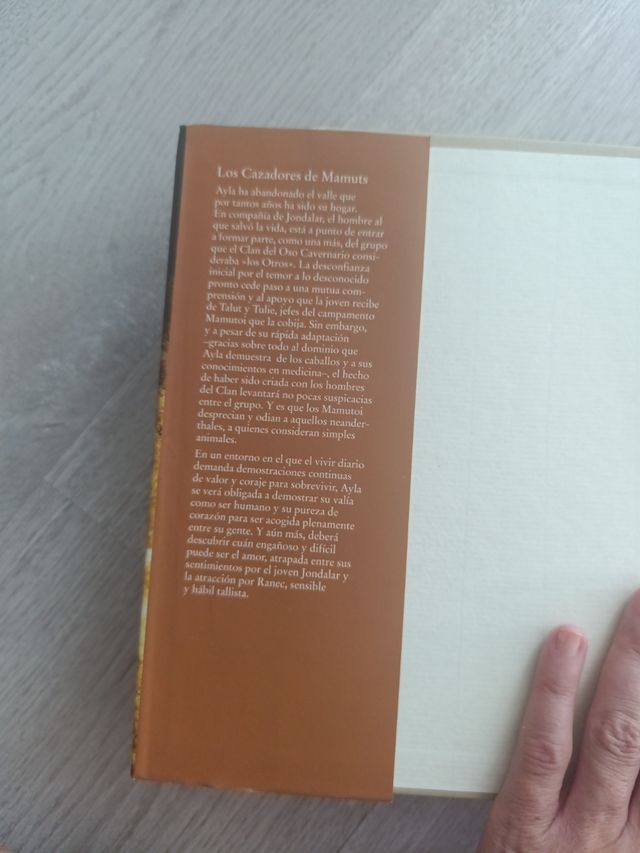 Los Cazadores de Mamuts
Ayla ha abandonado el valle que
por tantos años ha sido su hogar.
En compañía de Jondalar, el hombre al
que salvó la vida, está a punto de entrar
a formar parte, como una más, del grupo
que el Clan del Oso Cavernario consi-
deraba «los Otros». La desconfianza
inicial por el temor a lo desconocido
pronto cede paso a una mutua com-
prensión y al apoyo que la joven recibe
de Talut y Tulie, jefes del campamento
Mamutoi que la cobija. Sin embargo,
y a pesar de su rápida adaptación
–gracias sobre todo al dominio que
Ayla demuestra de los caballos y a sus
conocimientos en medicina–, el hecho
de haber sido criada con los hombres
del Clan levantará no pocas suspicacias
entre el grupo. Y es que los Mamutoi
desprecian y odian a aquellos neander-
thales, a quienes consideran simples
animales.
En un entorno en el que el vivir diario
demanda demostraciones continuas
de valor y coraje para sobrevivir, Ayla
se verá obligada a demostrar su valía
como ser humano y su pureza de
corazón para ser acogida plenamente
entre su gente. Y aún más, deberá
descubrir cuán engañoso y difícil
puede ser el amor, atrapada entre sus
sentimientos por el joven Jondalar y
la atracción por Ranec, sensible
y hábil tallista.